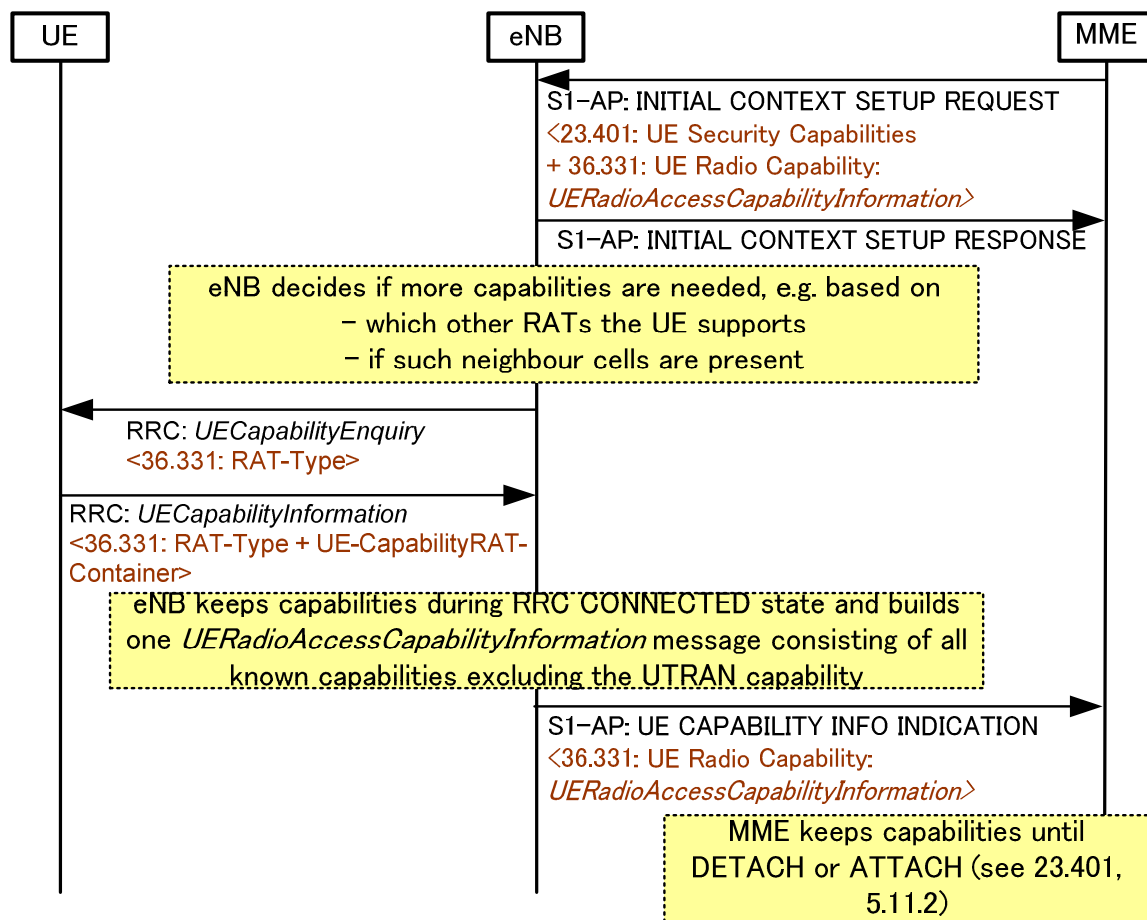 UE
eNB
MME
S1-AP: INITIAL CONTEXT SETUP REQUEST
<23.401: UE Security Capabilities
+ 36.331: UE Radio Capability:
UERadioAccessCapabilityInformation>
S1-AP: INITIAL CONTEXT SETUP RESPONSE
eNB decides if more capabilities are needed, e.g. based on
- which other RATs the UE supports
- if such neighbour cells are present
RRC: UECapabilityEnquiry
<36.331: RAT-Type>
RRC: UECapabilityInformation
<36.331: RAT-Type + UE-CapabilityRAT-
Container>
eNB keeps capabilities during RRC CONNECTED state and builds
one UERadioAccessCapabilityInformation message consisting of all
known capabilities excluding the UTRAN capability
S1-AP: UE CAPABILITY INFO INDICATION
<36.331: UE Radio Capability:
UERadioAccessCapabilityInformation>
MME keeps capabilities until
DETACH or ATTACH (see 23.401,
5.11.2)